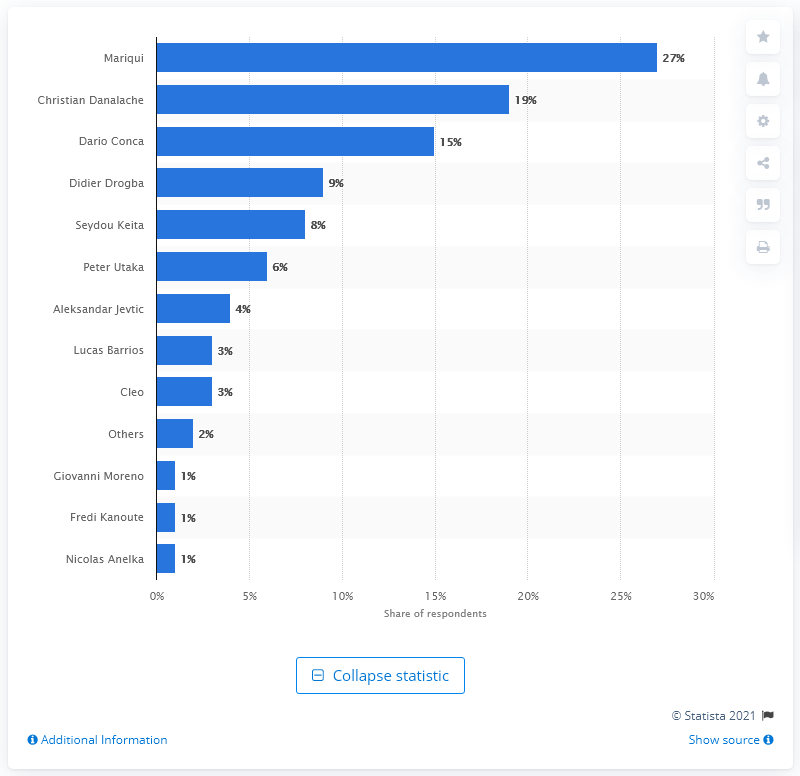 Mariqui 27%
Christian Danalache 19%
Dario Conca 15%
Didier Drogba 9%
Seydou Keita 8%
Peter Utaka 6%
Aleksandar Jevtic 4%
Lucas Barrios 3%
Cleo 3%
Others 2%
Giovanni Moreno 1%
Fredi Kanoute 1%
Nicolas Anelka 1%
0% 5% 10% 15% 20% 25% 30%
Share of respondents
Collapse statistic
© Statista 2021
Additional Information Show source